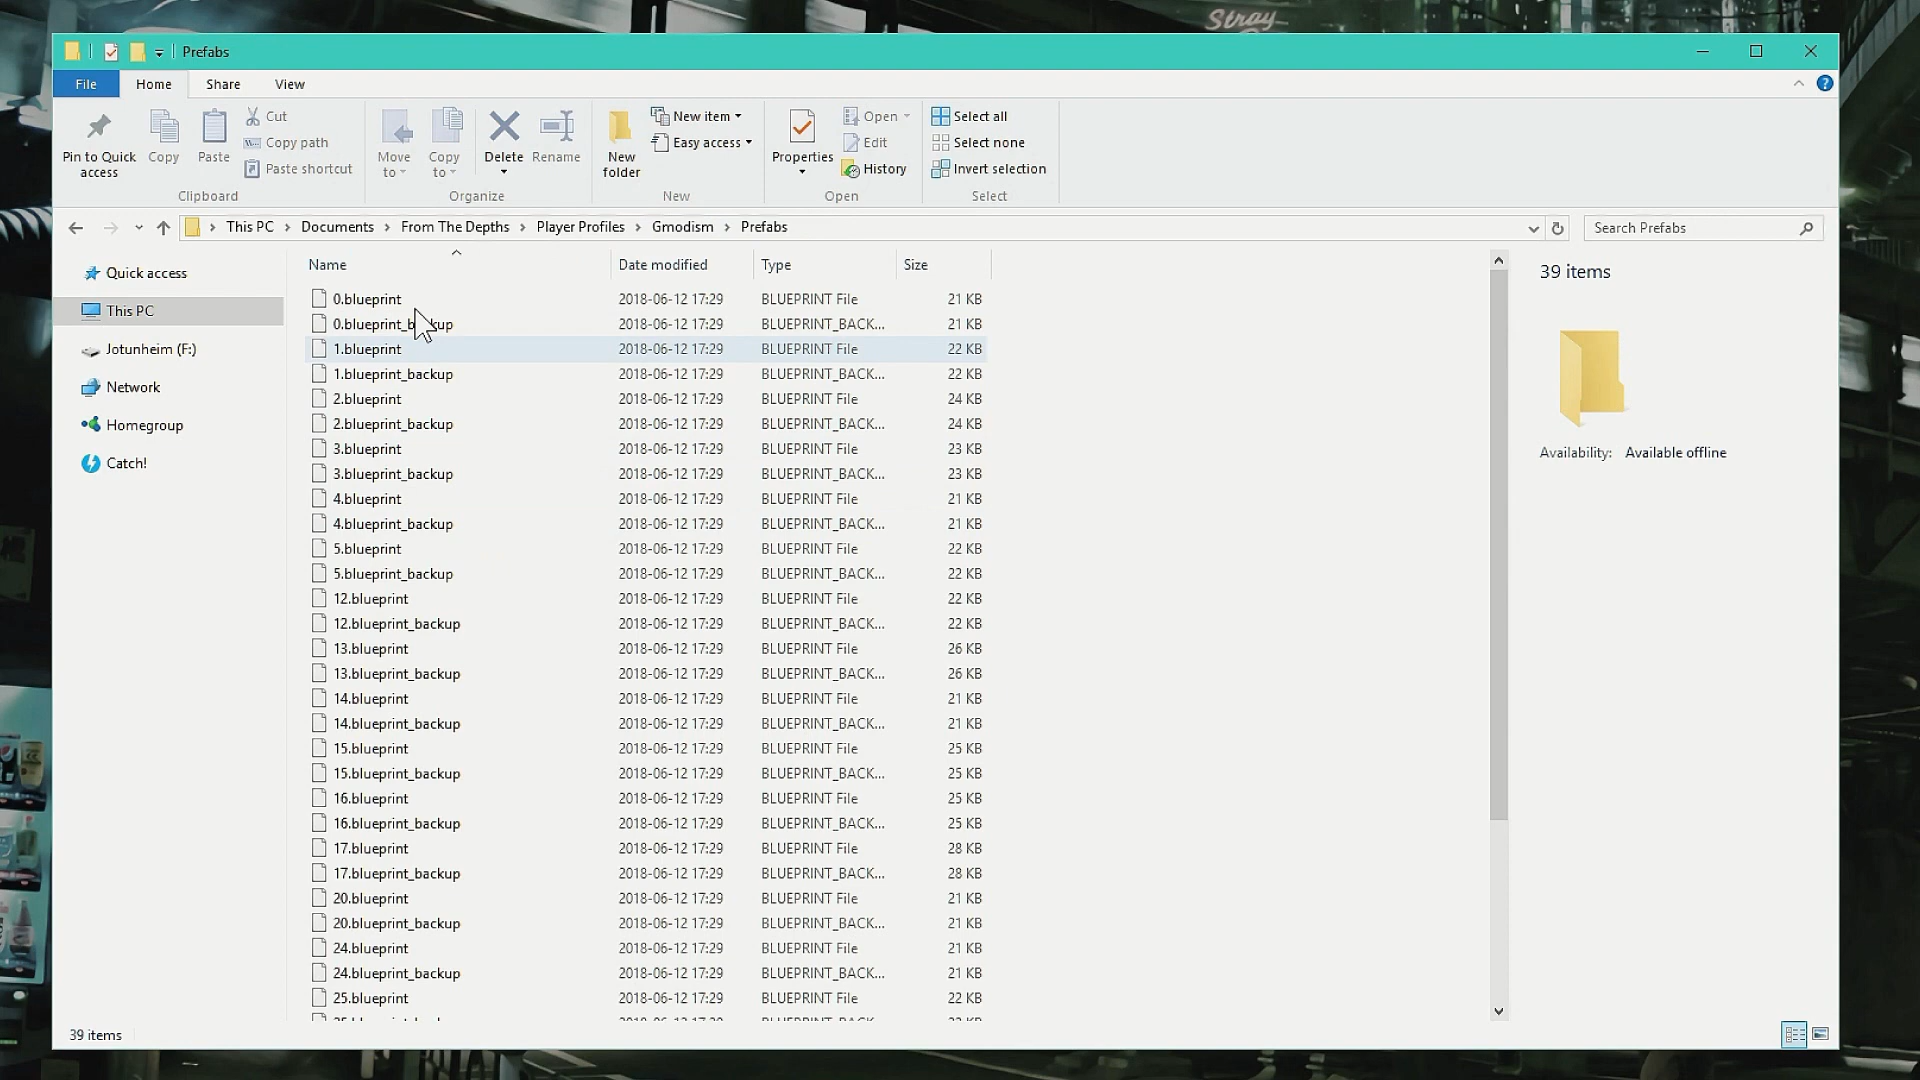 Stray
Prefabs
File Home Share View
Pin to Quick access
Copy
Paste
Cut
Copy path
Paste shortcut
Clipboard
Move to
Copy to
Delete
Rename
Organize
New folder
New item
Easy access
New
Properties
Open
Edit
History
Open
Select all
Select none
Invert selection
Select
This PC > Documents > From The Depths > Player Profiles > Gmodism > Prefabs
Search Prefabs
Quick access
This PC
Jotunheim (F:)
Network
Homegroup
Catch!
Name Date modified Type Size
0.blueprint 2018-06-12 17:29 BLUEPRINT File 21 KB
0.blueprint_backup 2018-06-12 17:29 BLUEPRINT_BACK... 21 KB
1.blueprint 2018-06-12 17:29 BLUEPRINT File 22 KB
1.blueprint_backup 2018-06-12 17:29 BLUEPRINT_BACK... 22 KB
2.blueprint 2018-06-12 17:29 BLUEPRINT File 24 KB
2.blueprint_backup 2018-06-12 17:29 BLUEPRINT_BACK... 24 KB
3.blueprint 2018-06-12 17:29 BLUEPRINT File 23 KB
3.blueprint_backup 2018-06-12 17:29 BLUEPRINT_BACK... 23 KB
4.blueprint 2018-06-12 17:29 BLUEPRINT File 21 KB
4.blueprint_backup 2018-06-12 17:29 BLUEPRINT_BACK... 21 KB
5.blueprint 2018-06-12 17:29 BLUEPRINT File 22 KB
5.blueprint_backup 2018-06-12 17:29 BLUEPRINT_BACK... 22 KB
12.blueprint 2018-06-12 17:29 BLUEPRINT File 22 KB
12.blueprint_backup 2018-06-12 17:29 BLUEPRINT_BACK... 22 KB
13.blueprint 2018-06-12 17:29 BLUEPRINT File 26 KB
13.blueprint_backup 2018-06-12 17:29 BLUEPRINT_BACK... 26 KB
14.blueprint 2018-06-12 17:29 BLUEPRINT File 21 KB
14.blueprint_backup 2018-06-12 17:29 BLUEPRINT_BACK... 21 KB
15.blueprint 2018-06-12 17:29 BLUEPRINT File 25 KB
15.blueprint_backup 2018-06-12 17:29 BLUEPRINT_BACK... 25 KB
16.blueprint 2018-06-12 17:29 BLUEPRINT File 25 KB
16.blueprint_backup 2018-06-12 17:29 BLUEPRINT_BACK... 25 KB
17.blueprint 2018-06-12 17:29 BLUEPRINT File 28 KB
17.blueprint_backup 2018-06-12 17:29 BLUEPRINT_BACK... 28 KB
20.blueprint 2018-06-12 17:29 BLUEPRINT File 21 KB
20.blueprint_backup 2018-06-12 17:29 BLUEPRINT_BACK... 21 KB
24.blueprint 2018-06-12 17:29 BLUEPRINT File 21 KB
24.blueprint_backup 2018-06-12 17:29 BLUEPRINT_BACK... 21 KB
25.blueprint 2018-06-12 17:29 BLUEPRINT File 22 KB
39 items
Availability: Available offline
39 items